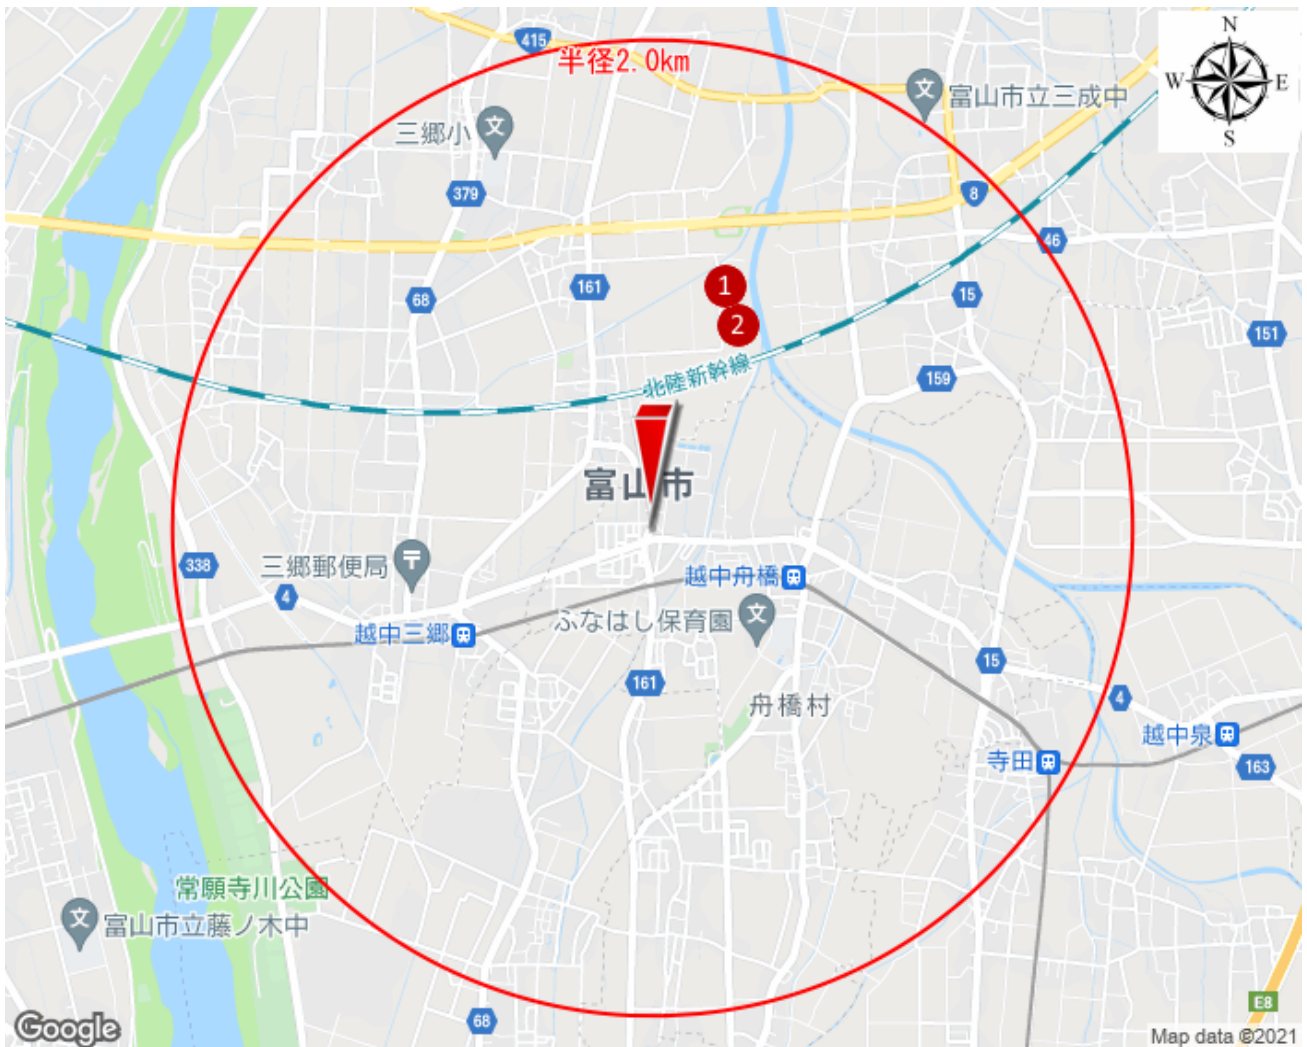 415
半径2.0km
N
W
E
S
富山市立三成中
三郷小
379
8
46
161
1
68
15
2
151
北陸新幹線
159
富山市
338
三郷郵便局
越中舟橋
4
ふなはし保育園
越中三郷
15
161
4
舟橋村
越中泉
寺田
163
常願寺川公園
富山市立藤ノ木中
E8
68
Google
Map data ©2021